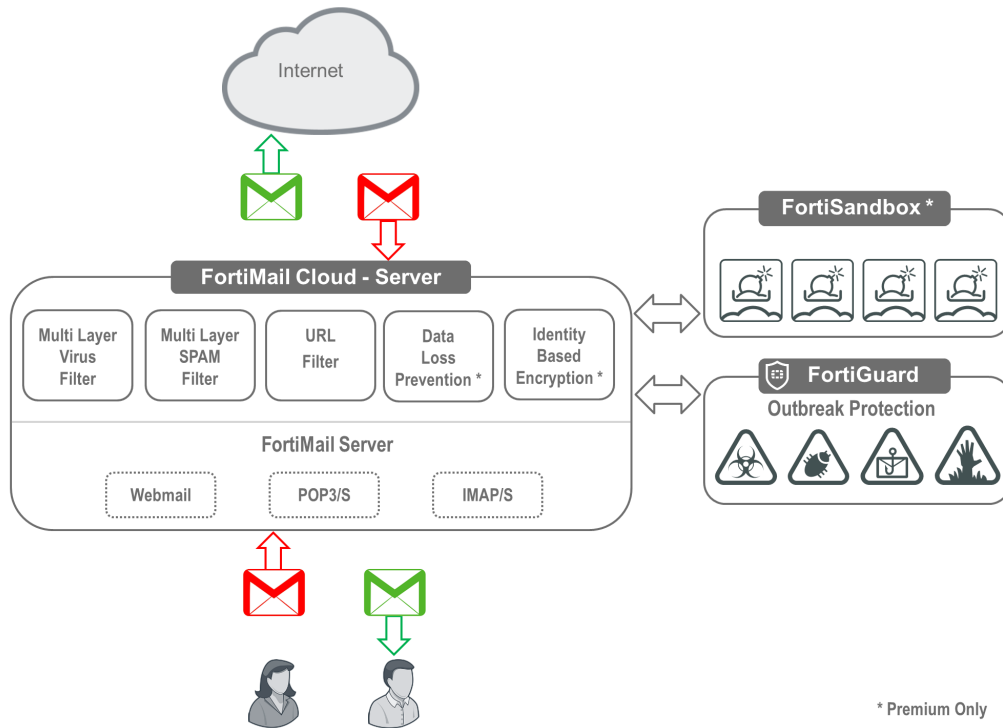 Internet
FortiSandbox *
FortiMail Cloud - Server
Multi Layer
Virus
Filter
Multi Layer
SPAM
Filter
URL
Filter
Data
Loss
Prevention *
Identity
Based
Encryption *
FortiGuard
Outbreak Protection
FortiMail Server
Webmail
POP3/S
IMAP/S
* Premium Only